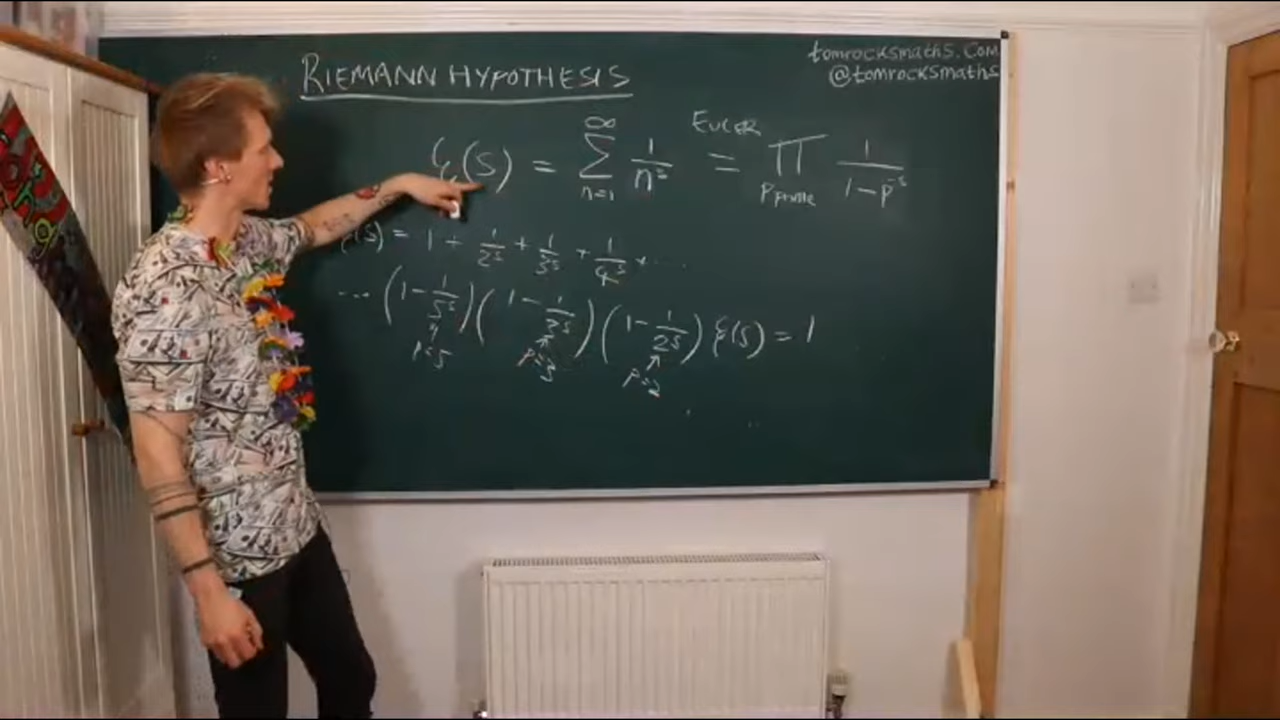 tomrocksmaths.com
@tomrocksmaths
RIEMANN HYPOTHESIS
ξ(s) = ∑_{n=1}^{∞} 1/n^s = EULER ∏_{p prime} 1/(1-p^{-s})
ξ(s) = 1 + 1/2^s + 1/3^s + 1/4^s + ....
... (1 - 1/5^s)(1 - 1/2^s)(1 - 1/2^s) ξ(s) = 1
p=5 p=3 p=2